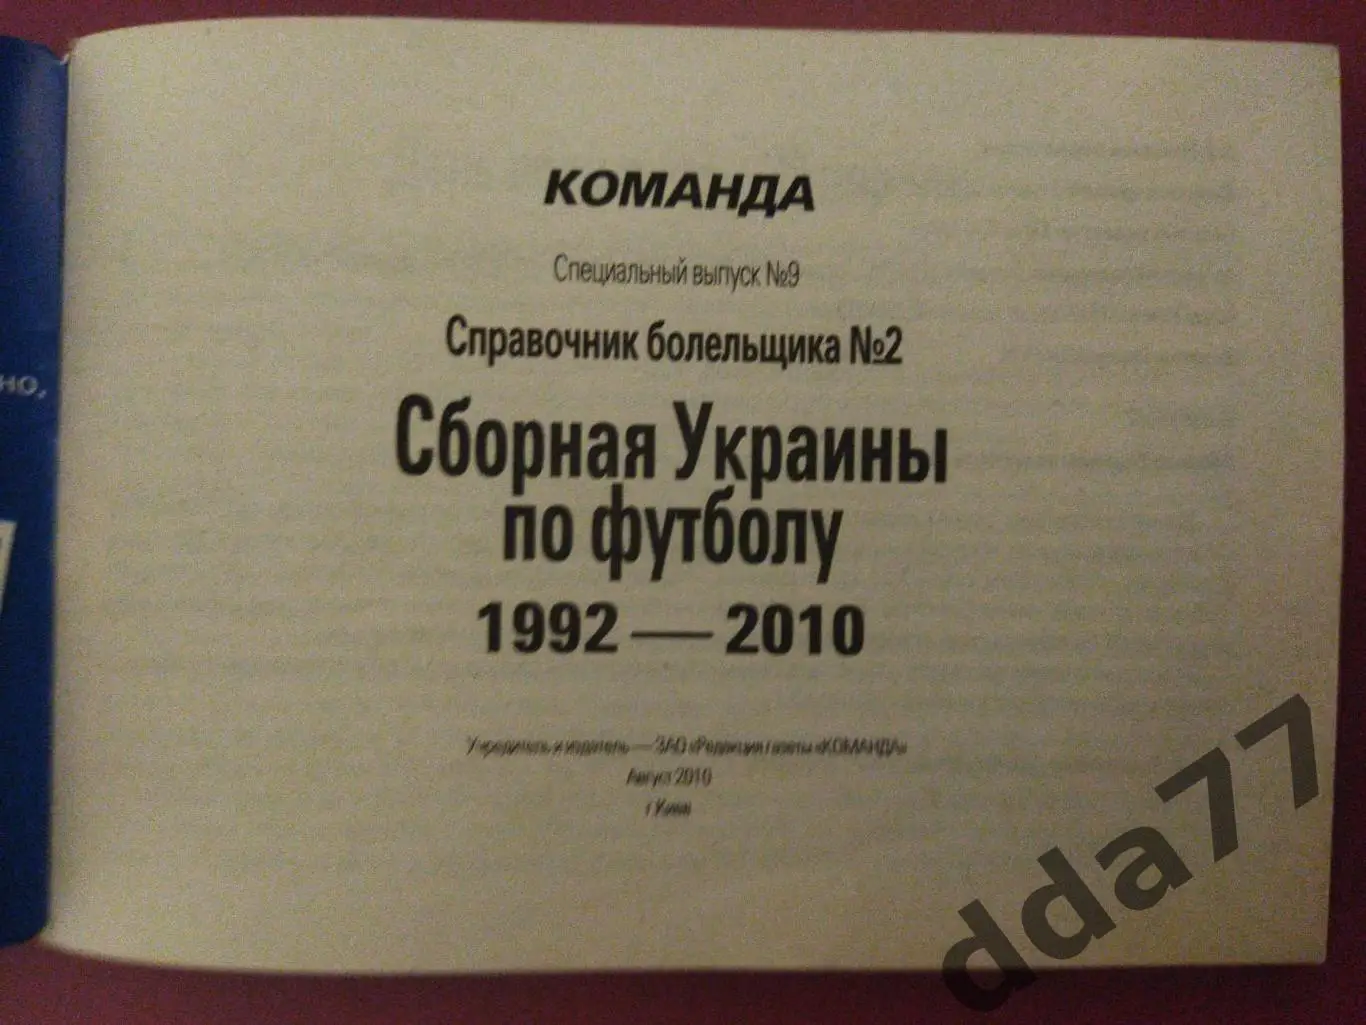 КОМАНДА
Специальный выпуск №9
Справочник болельщика №2
Сборная Украины
по футболу
1992 — 2010
Учредитель и издатель — ЗАО «Редакция газеты «КОМАНДА»
Август 2010
г.Киев
но,
dda77